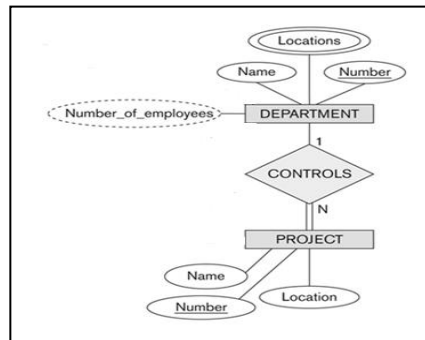 Locations
Name
Number
Number_of_employees
DEPARTMENT
1
CONTROLS
N
PROJECT
Name
Number
Location